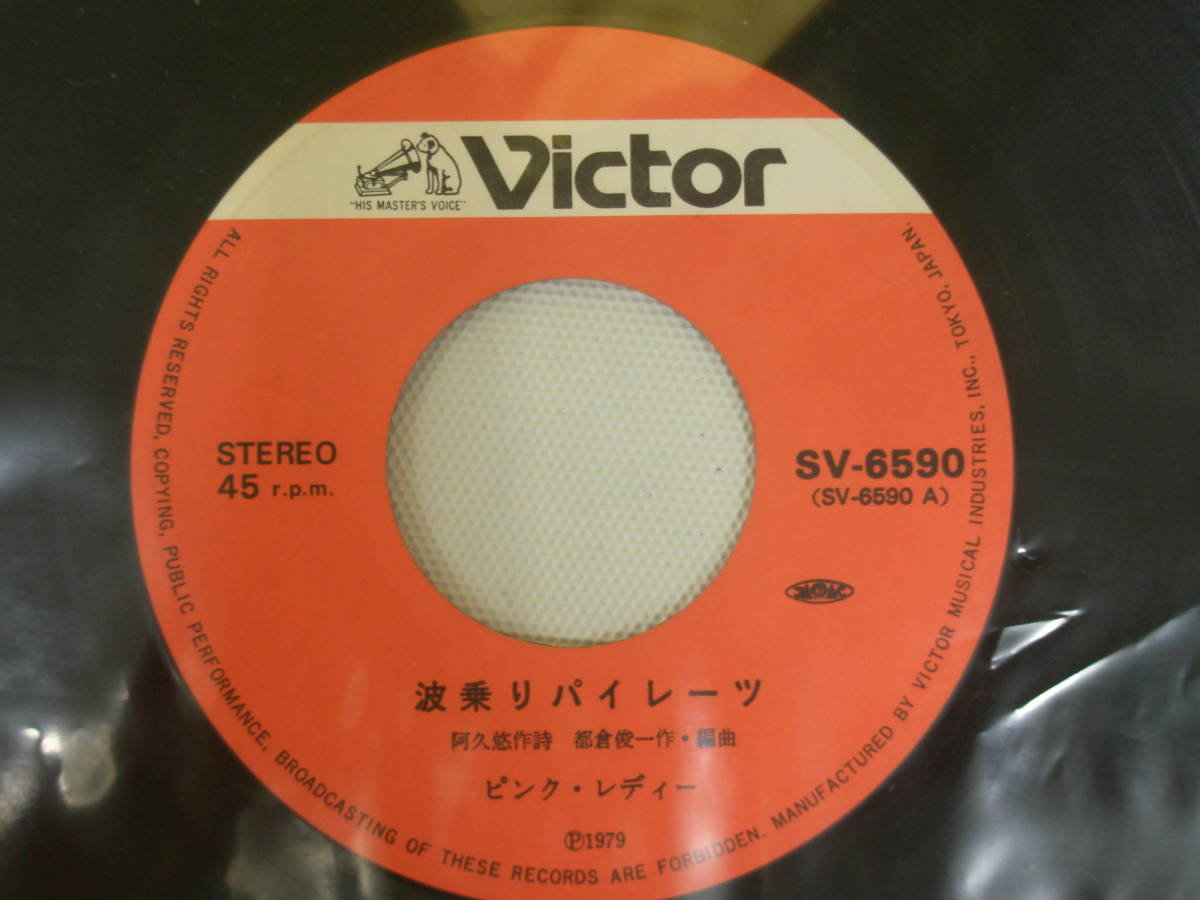 Victor
"HIS MASTER'S VOICE"
STEREO
45 r.p.m.
SV-6590
(SV-6590 A)
JASRAC
波乗りパイレーツ
阿久悠作詩 都倉俊一作・編曲
ピンク・レディー
Ⓟ1979
ALL RIGHTS RESERVED, COPYING, PUBLIC PERFORMANCE, BROADCASTING OF THESE RECORDS ARE FORBIDDEN. MANUFACTURED BY VICTOR MUSICAL INDUSTRIES, INC., TOKYO, JAPAN.